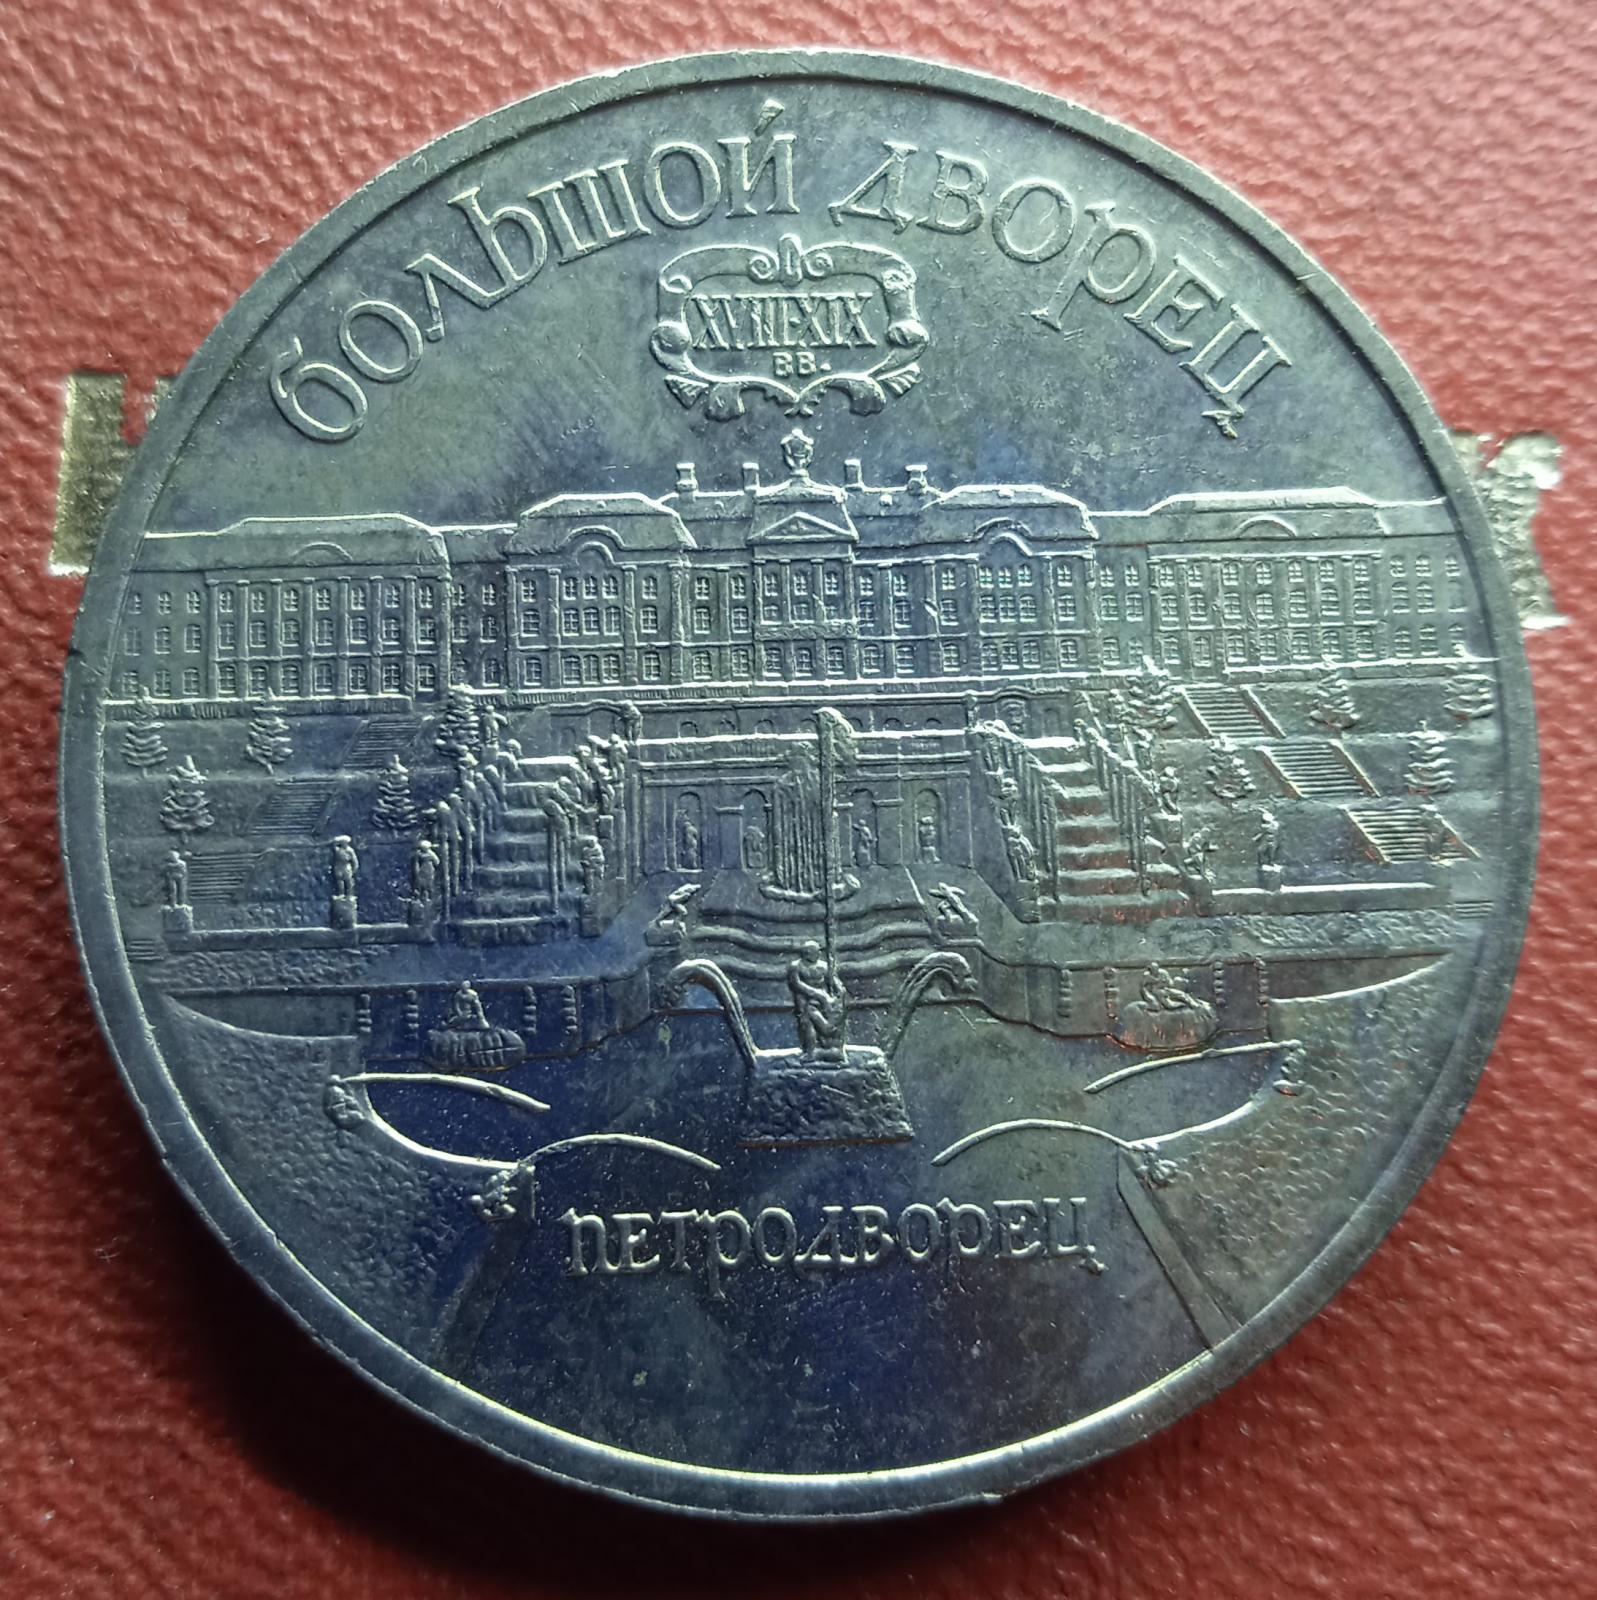 большой дворец
XVIII-XIX
ВВ.
петродворец